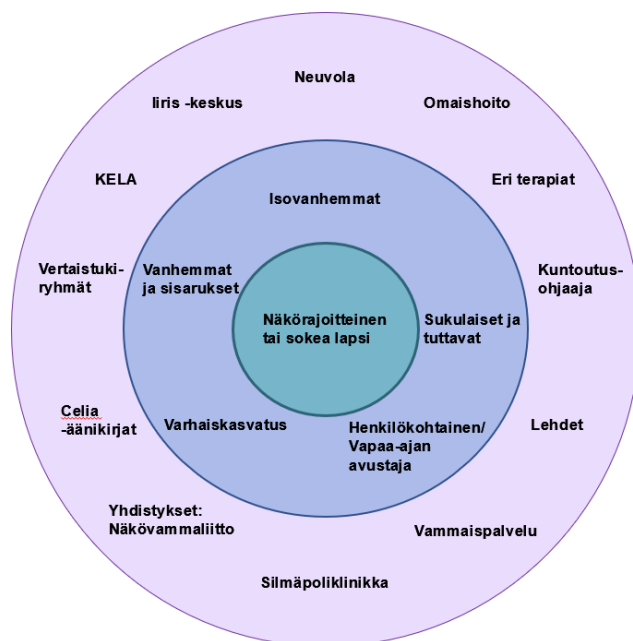 Neuvola
Iiris -keskus
Omaishoito
KELA
Eri terapiat
Isovanhemmat
Vertaistuki-
ryhmät
Vanhemmat
ja sisarukset
Kuntoutus-
ohjaaja
Näkörajoitteinen
tai sokea lapsi
Sukulaiset ja
tuttavat
Celia
-äänikirjat
Varhaiskasvatus
Henkilökohtainen/
Vapaa-ajan
avustaja
Lehdet
Yhdistykset:
Näkövammaliitto
Vammaispalvelu
Silmäpoliklinikka